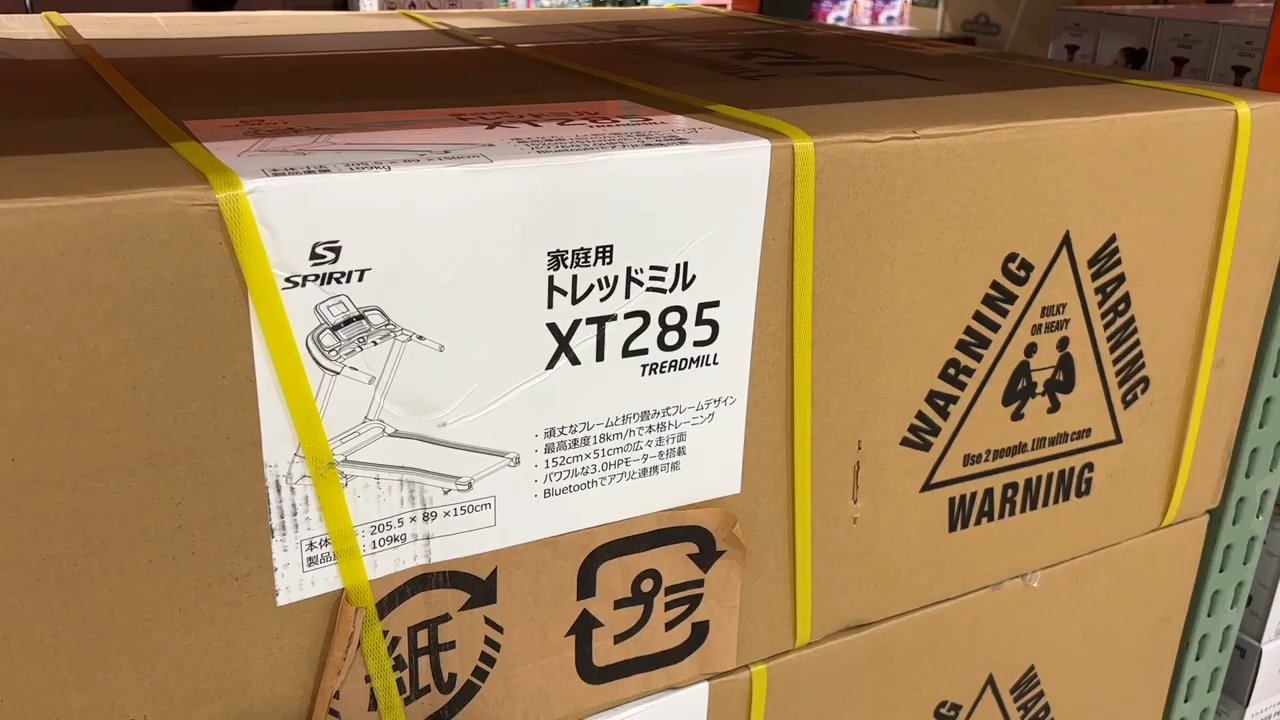 SPIRIT
TREADMILL
SPIRIT
家庭用
トレッドミル
XT285
TREADMILL
・ 頑丈なフレームと折り畳み式フレームデザイン
・ 最高速度18km/hで本格トレーニング
・ 152cm×51cmの広々走行面
・ パワフルな3.0HPモーターを搭載
・ Bluetoothでアプリと連携可能
本体 : 205.5 × 89 ×150cm
製品 : 109kg
紙
プラ
WARNING
WARNING
BULKY
OR HEAVY
Use 2 people. Lift with care
WARNING